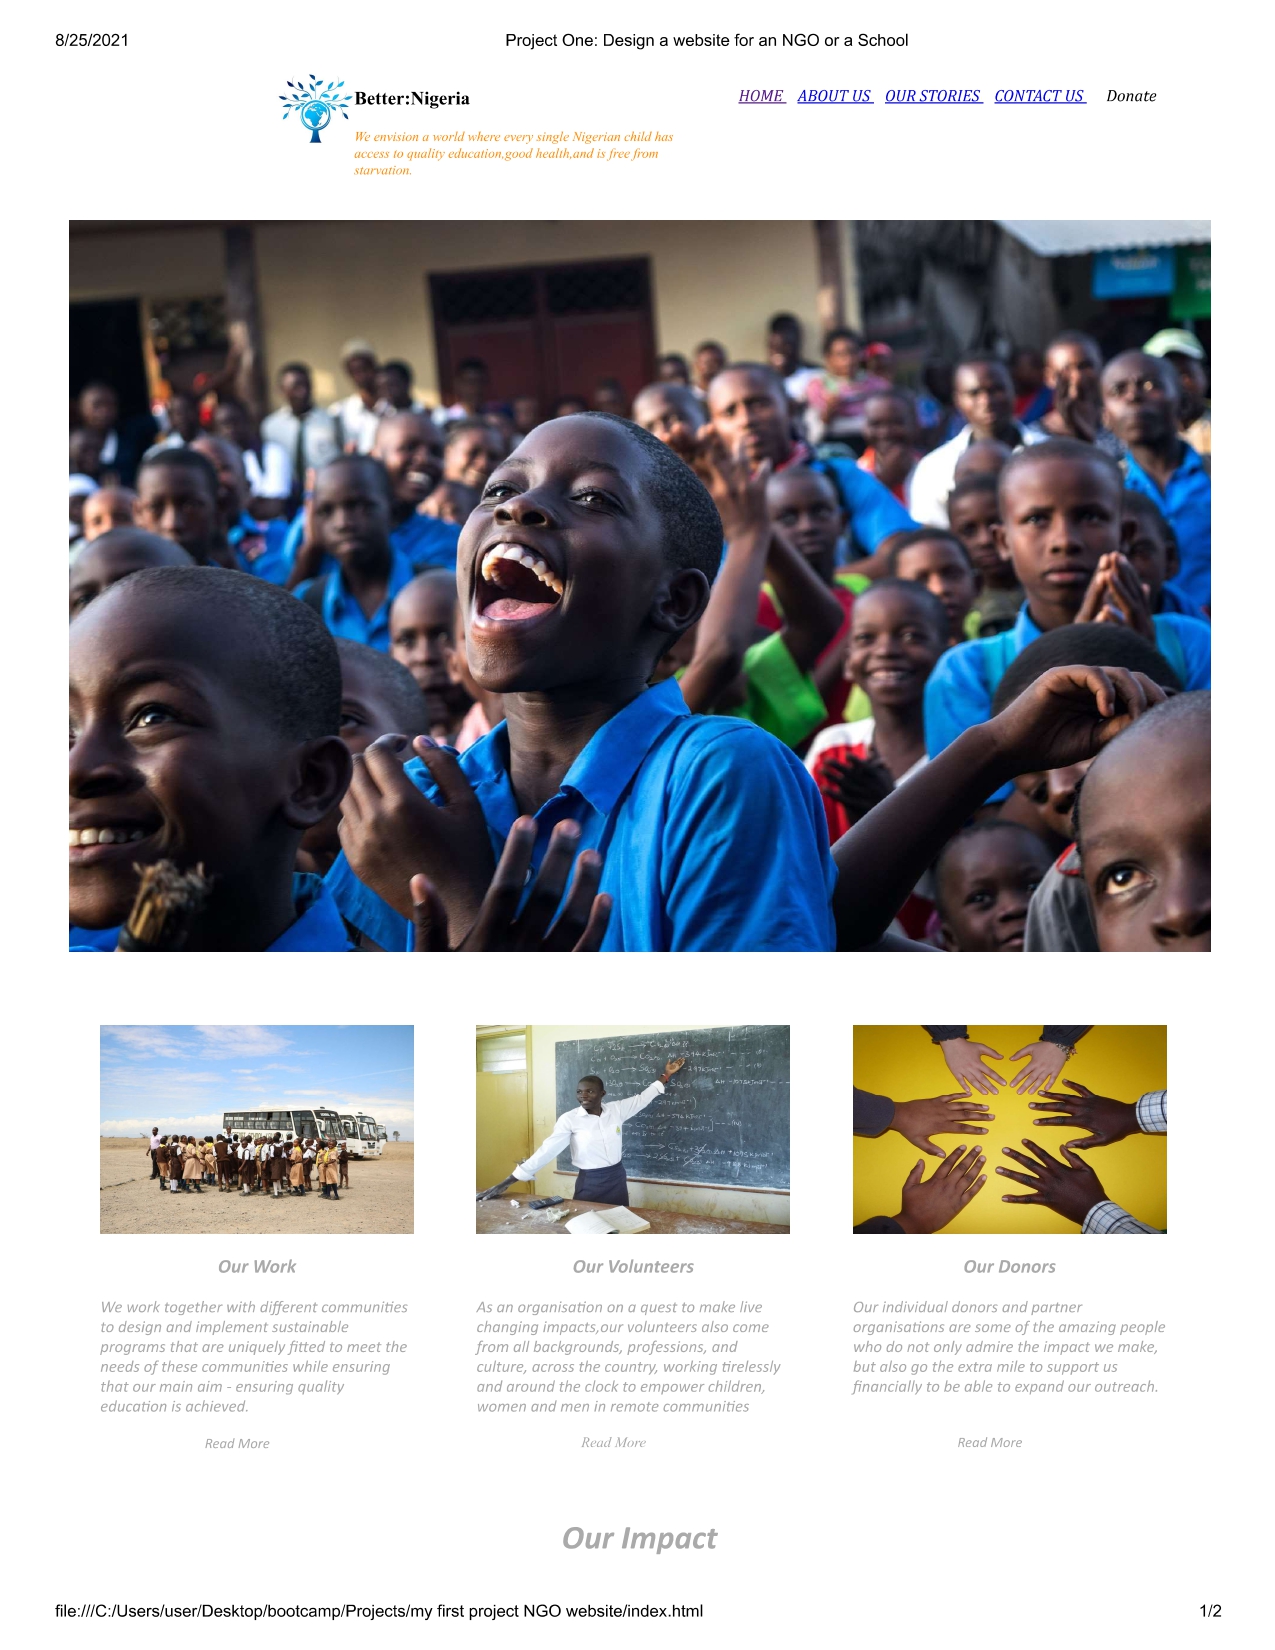 8/25/2021 Project One: Design a website for an NGO or a School
Better:Nigeria
HOME ABOUT US OUR STORIES CONTACT US Donate
We envision a world where every single Nigerian child has
access to quality education,good health,and is free from
starvation.
Our Work
We work together with different communities
to design and implement sustainable
programs that are uniquely fitted to meet the
needs of these communities while ensuring
that our main aim - ensuring quality
education is achieved.
Read More
Our Volunteers
As an organisation on a quest to make live
changing impacts,our volunteers also come
from all backgrounds, professions, and
culture, across the country, working tirelessly
and around the clock to empower children,
women and men in remote communities
Read More
Our Donors
Our individual donors and partner
organisations are some of the amazing people
who do not only admire the impact we make,
but also go the extra mile to support us
financially to be able to expand our outreach.
Read More
Our Impact
file:///C:/Users/user/Desktop/bootcamp/Projects/my first project NGO website/index.html 1/2